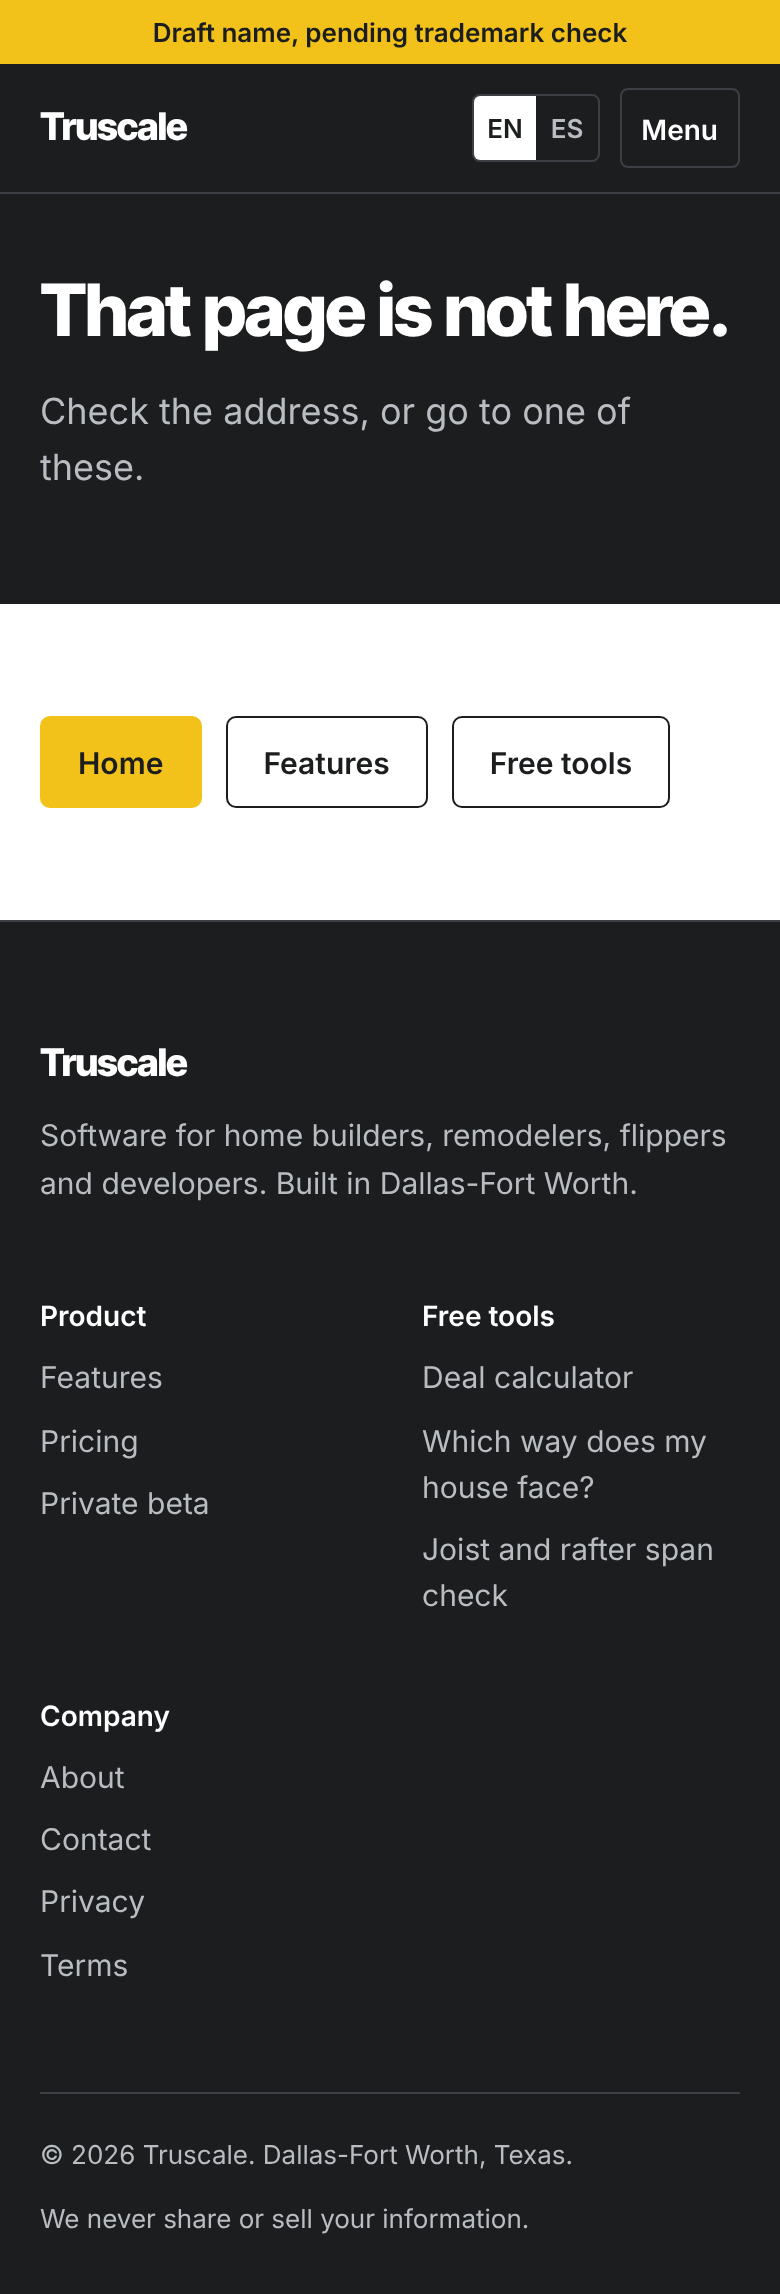 Draft name, pending trademark check
Truscale
EN
ES
Menu
That page is not here.
Check the address, or go to one of
these.
Home
Features
Free tools
Truscale
Software for home builders, remodelers, flippers
and developers. Built in Dallas-Fort Worth.
Product
Features
Pricing
Private beta
Free tools
Deal calculator
Which way does my
house face?
Joist and rafter span
check
Company
About
Contact
Privacy
Terms
© 2026 Truscale. Dallas-Fort Worth, Texas.
We never share or sell your information.